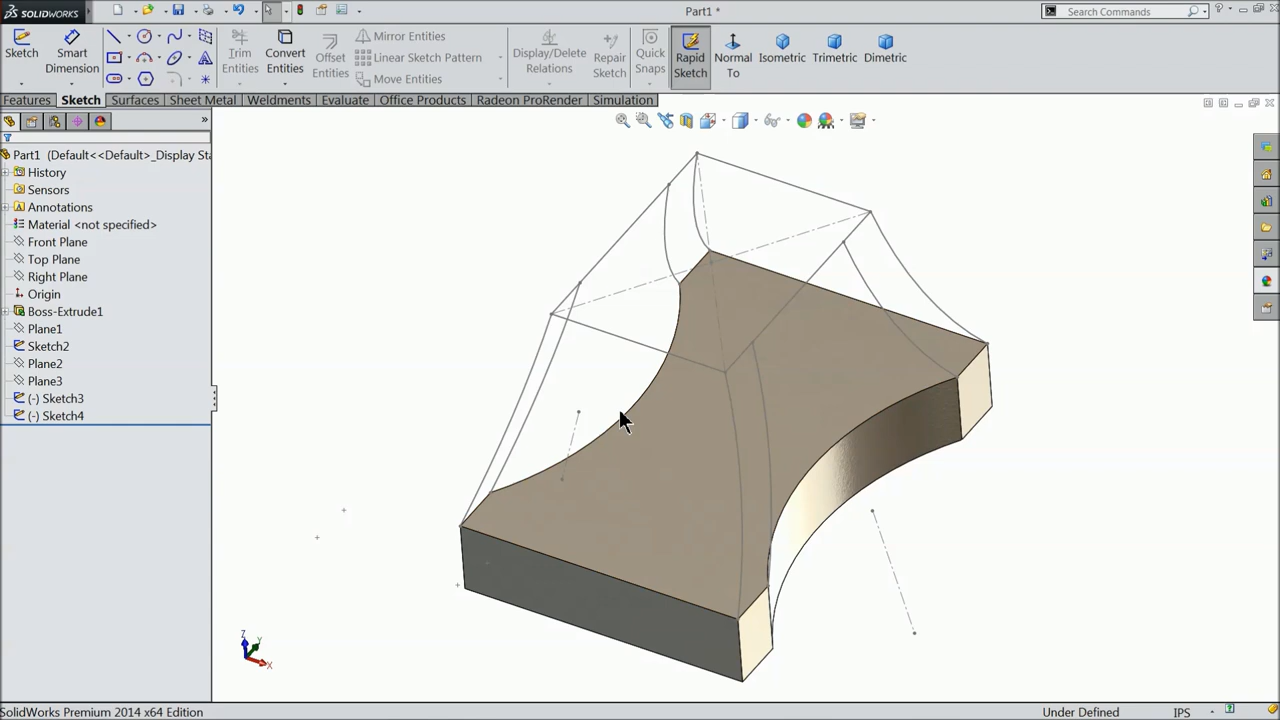 SOLIDWORKS
Part1 *
Search Commands
Sketch
Smart Dimension
Trim Entities
Convert Entities
Offset Entities
Mirror Entities
Linear Sketch Pattern
Move Entities
Display/Delete Relations
Repair Sketch
Quick Snaps
Rapid Sketch
Normal To
Isometric
Trimetric
Dimetric
Features Sketch Surfaces Sheet Metal Weldments Evaluate Office Products Radeon ProRender Simulation
Part1 (Default<<Default>_Display Sta
History
Sensors
Annotations
Material <not specified>
Front Plane
Top Plane
Right Plane
Origin
Boss-Extrude1
Plane1
Sketch2
Plane2
Plane3
(-) Sketch3
(-) Sketch4
Z
Y
X
SolidWorks Premium 2014 x64 Edition
Under Defined
IPS